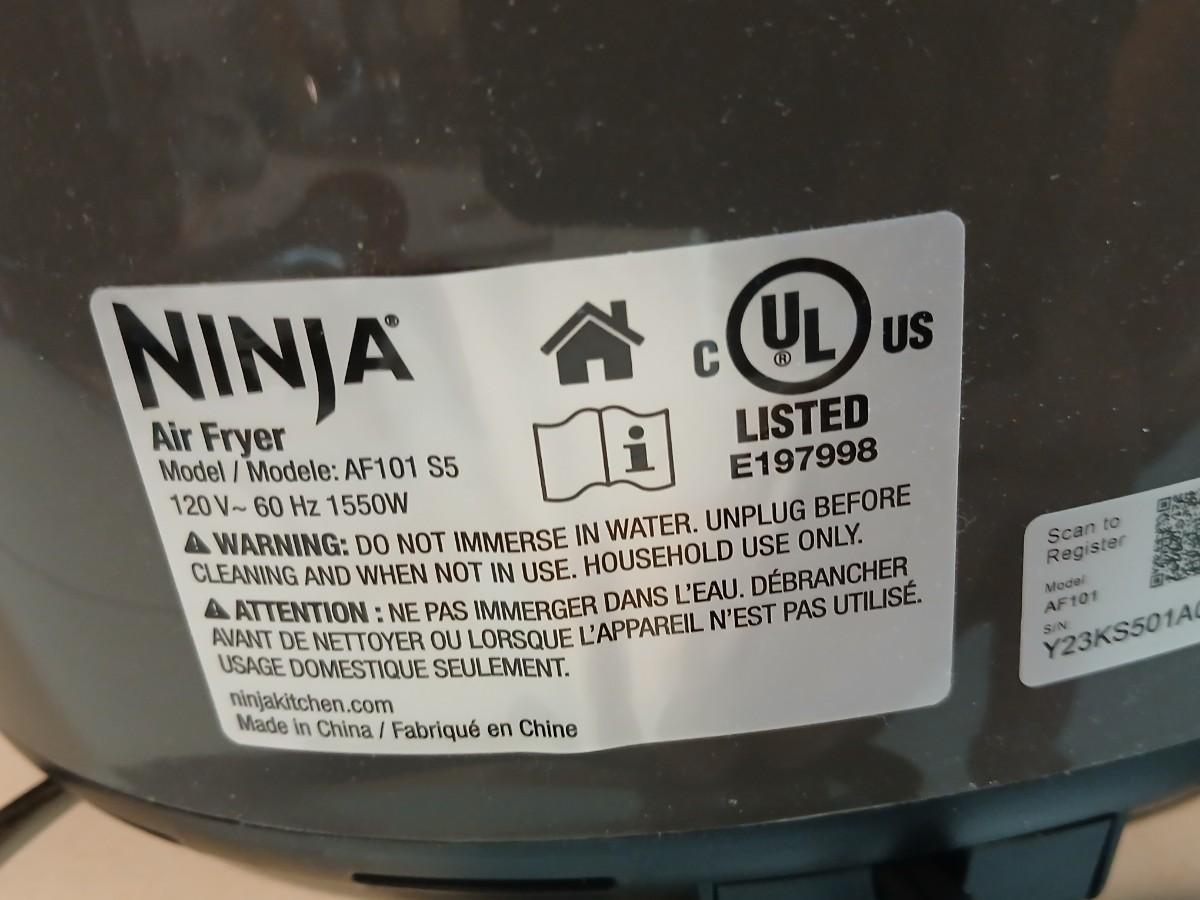 NINJA®
Air Fryer
Model / Modele: AF101 S5
120 V~ 60 Hz 1550W
C UL® US
LISTED
E197998
⚠ WARNING: DO NOT IMMERSE IN WATER. UNPLUG BEFORE
CLEANING AND WHEN NOT IN USE. HOUSEHOLD USE ONLY.
⚠ ATTENTION : NE PAS IMMERGER DANS L'EAU. DÉBRANCHER
AVANT DE NETTOYER OU LORSQUE L'APPAREIL N'EST PAS UTILISÉ.
USAGE DOMESTIQUE SEULEMENT.
ninjakitchen.com
Made in China / Fabriqué en Chine
Scan to
Register
Model:
AF101
S/N: